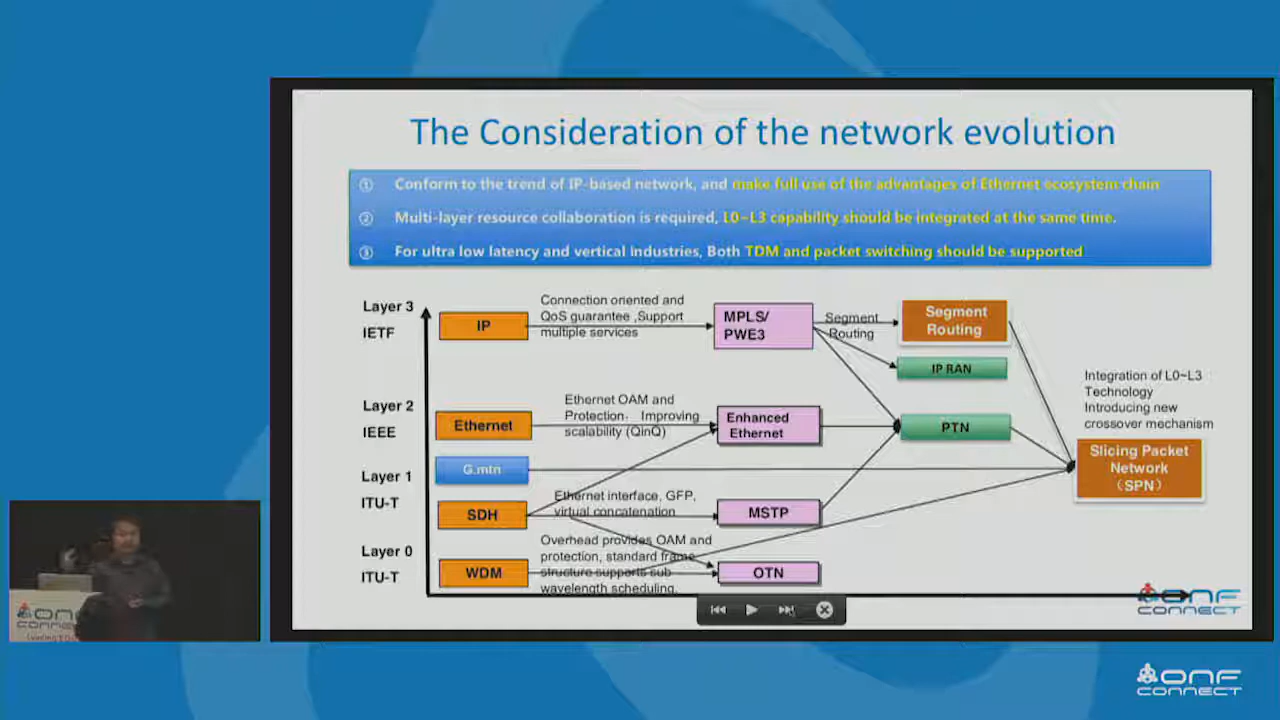 The Consideration of the network evolution
① Conform to the trend of IP-based network, and make full use of the advantages of Ethernet ecosystem chain
② Multi-layer resource collaboration is required, L0~L3 capability should be integrated at the same time.
③ For ultra low latency and vertical industries, Both TDM and packet switching should be supported
Layer 3
IETF
IP
Connection oriented and
QoS guarantee ,Support
multiple services
MPLS/
PWE3
Segment
Routing
Segment
Routing
IP RAN
Integration of L0~L3
Technology
Introducing new
crossover mechanism
Layer 2
IEEE
Ethernet
Ethernet OAM and
Protection, Improving
scalability (QinQ)
Enhanced
Ethernet
PTN
Slicing Packet
Network
(SPN)
G.mtn
Layer 1
ITU-T
SDH
Ethernet interface, GFP,
virtual concatenation
MSTP
Layer 0
ITU-T
WDM
Overhead provides OAM and
protection, standard frame
structure supports sub
wavelength scheduling.
OTN
ONF
CONNECT
ONF
CONNECT
ONF
CONNECT